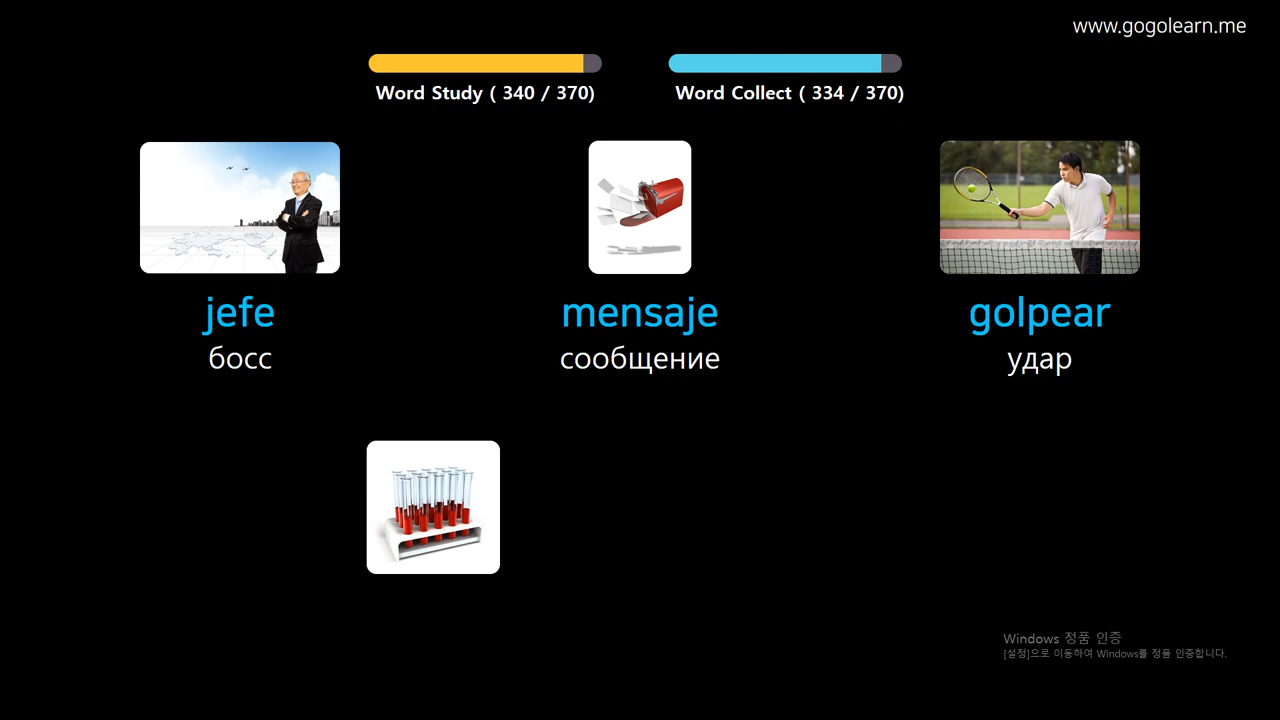 www.gogolearn.me
Word Study ( 340 / 370)
Word Collect ( 334 / 370)
jefe
босс
mensaje
сообщение
golpear
удар
Windows 정품 인증
[설정]으로 이동하여 Windows를 정품 인증합니다.